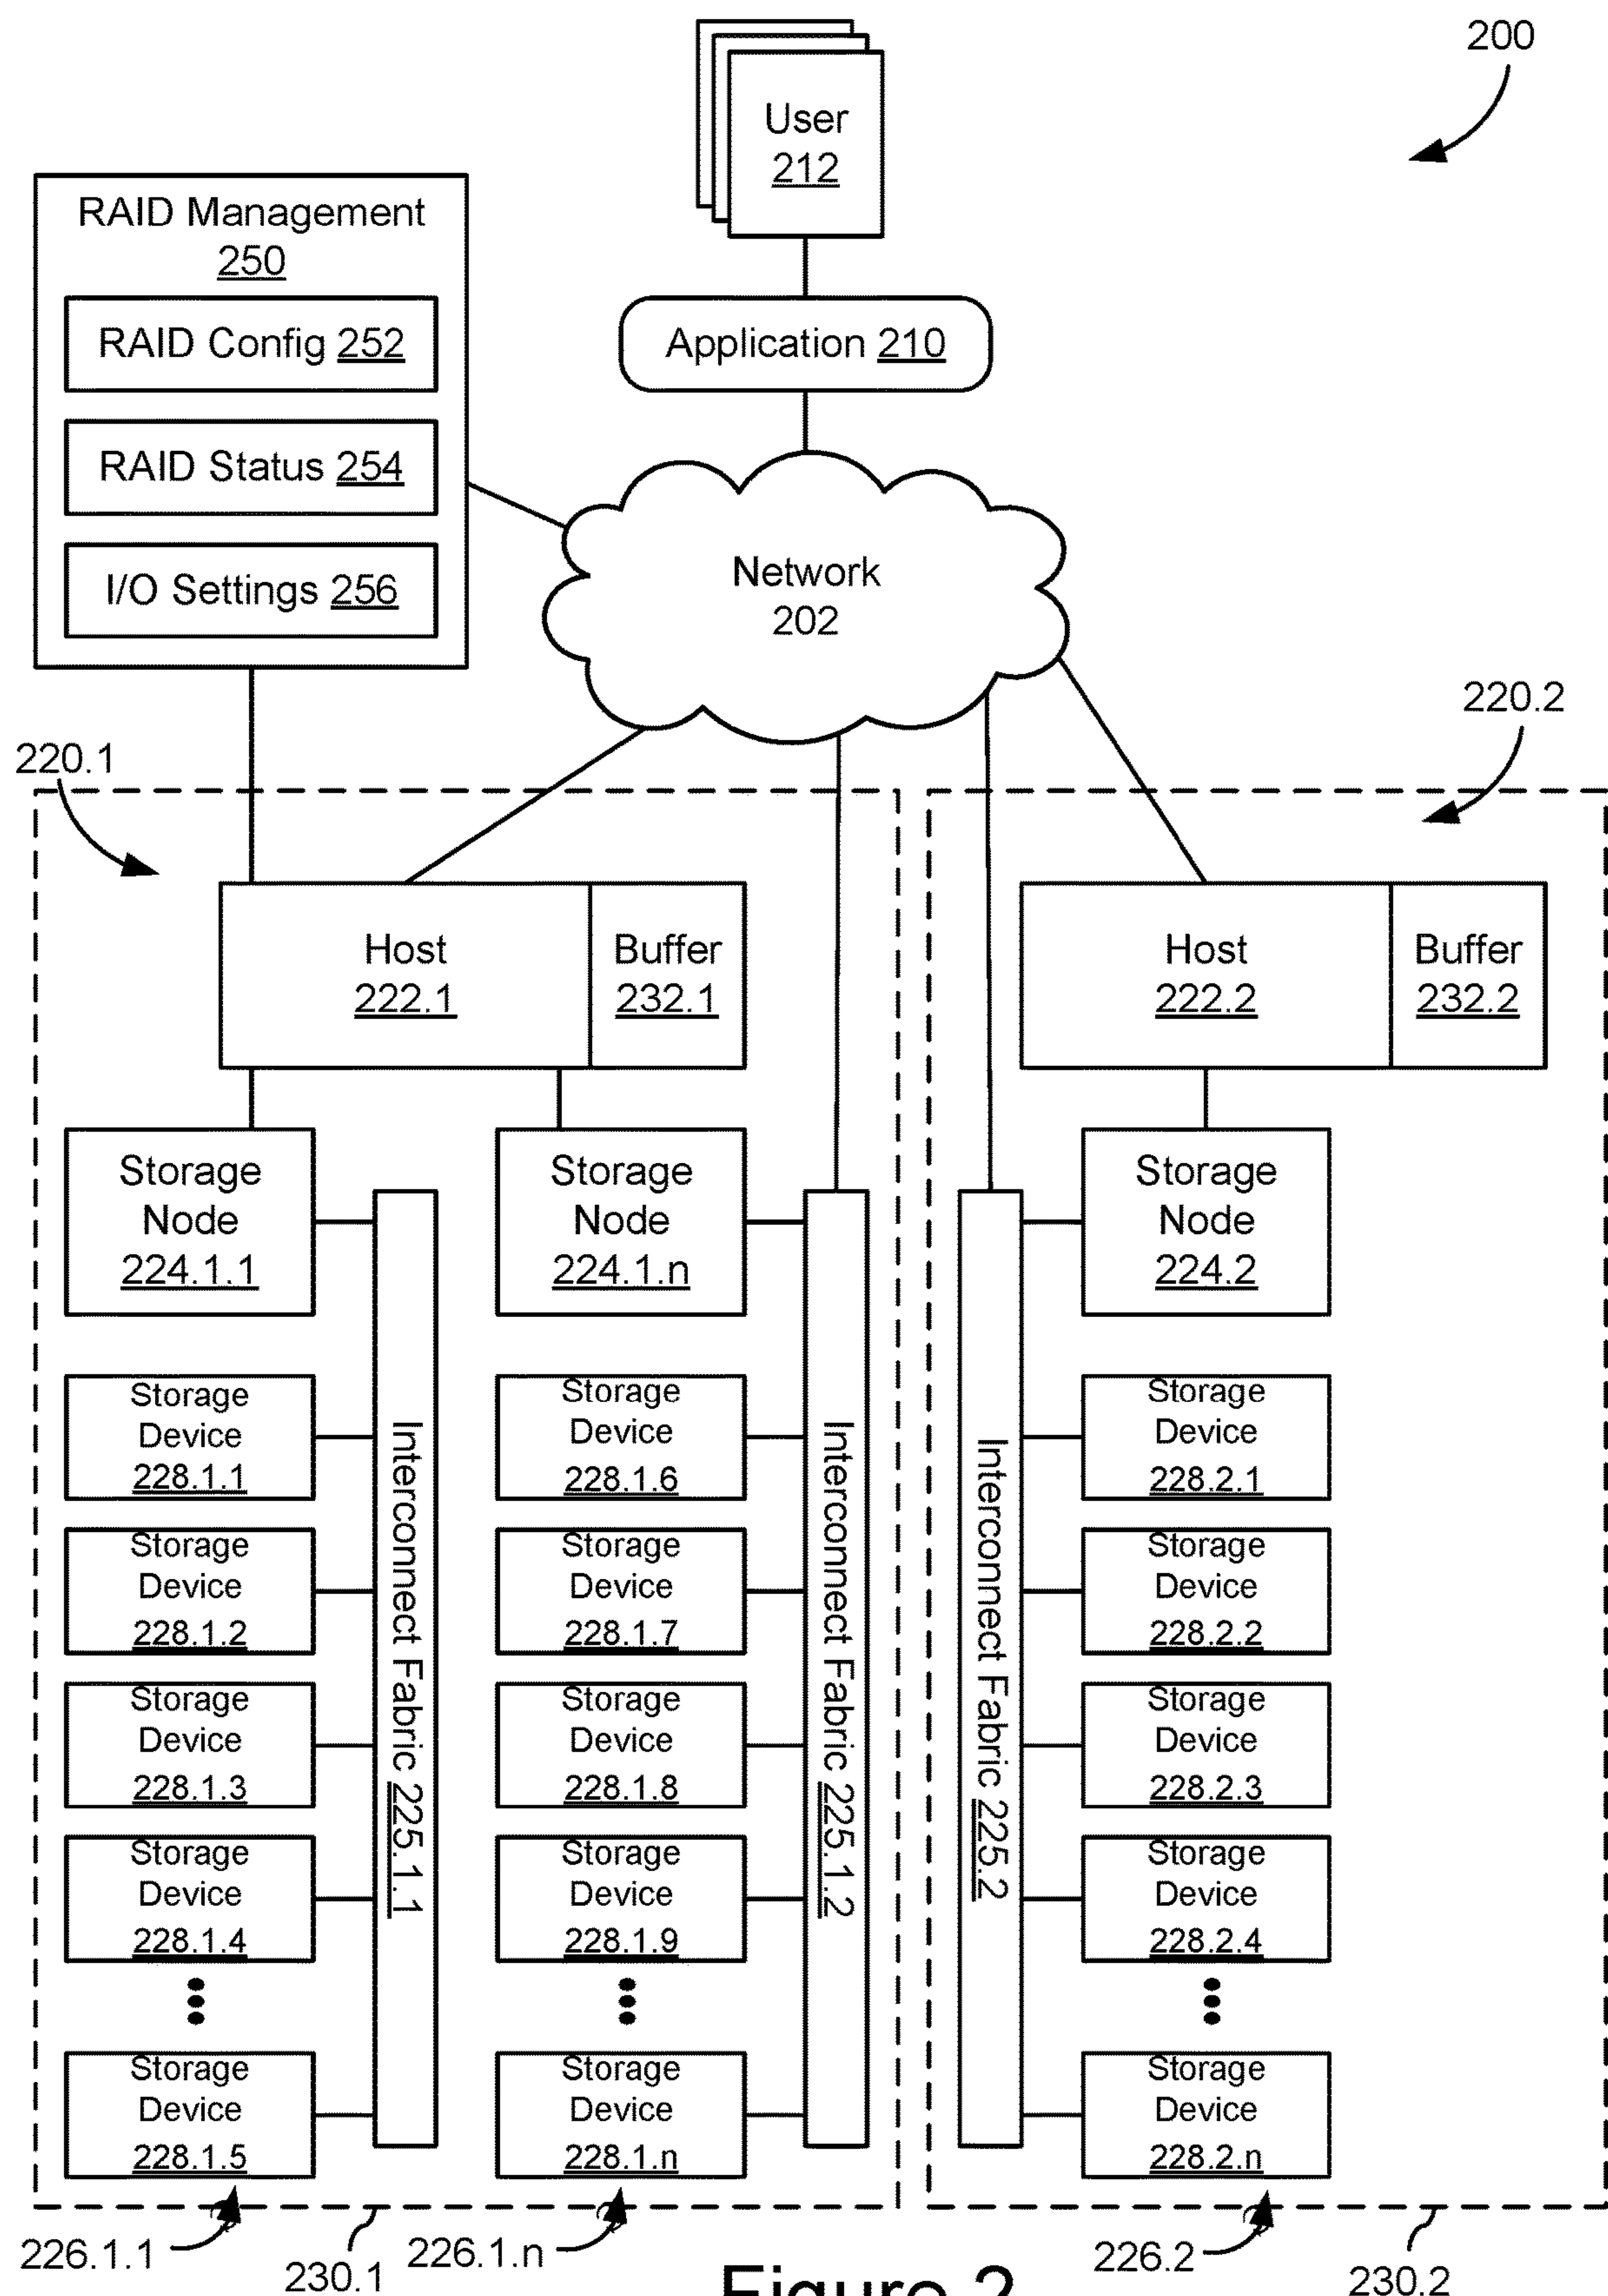 200
User
212
RAID Management
250
RAID Config 252
RAID Status 254
I/O Settings 256
Application 210
Network
202
220.1
220.2
Host
222.1
Buffer
232.1
Host
222.2
Buffer
232.2
Storage
Node
224.1.1
Storage
Node
224.1.n
Storage
Node
224.2
Storage
Device
228.1.1
Storage
Device
228.1.2
Storage
Device
228.1.3
Storage
Device
228.1.4
Storage
Device
228.1.5
Interconnect Fabric 225.1.1
Storage
Device
228.1.6
Storage
Device
228.1.7
Storage
Device
228.1.8
Storage
Device
228.1.9
Storage
Device
228.1.n
Interconnect Fabric 225.1.2
Interconnect Fabric 225.2
Storage
Device
228.2.1
Storage
Device
228.2.2
Storage
Device
228.2.3
Storage
Device
228.2.4
Storage
Device
228.2.n
226.1.1
230.1
226.1.n
226.2
230.2
Figure 2